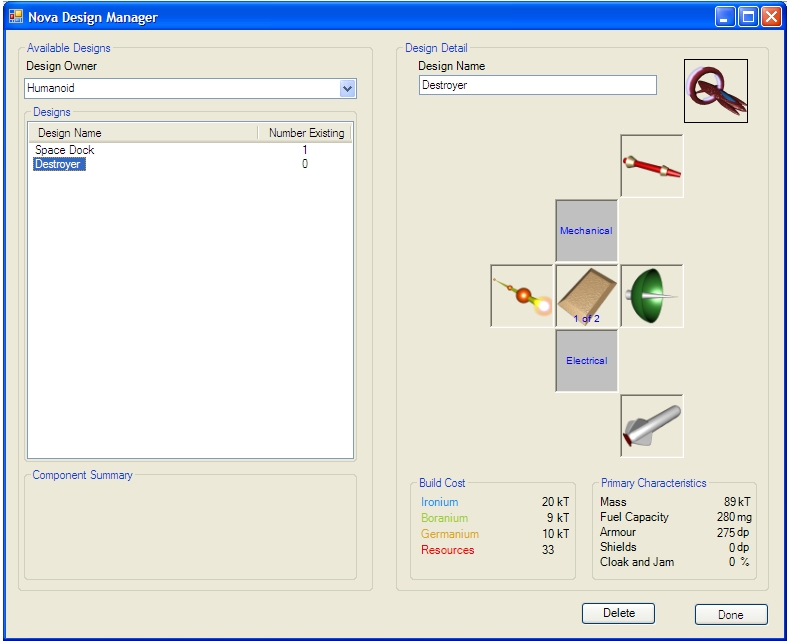 Nova Design Manager
Available Designs
Design Owner
Humanoid
Designs
Design Name Number Existing
Space Dock 1
Destroyer 0
Component Summary
Design Detail
Design Name
Destroyer
Mechanical
1 of 2
Electrical
Build Cost
Ironium 20 kT
Boranium 9 kT
Germanium 10 kT
Resources 33
Primary Characteristics
Mass 89 kT
Fuel Capacity 280 mg
Armour 275 dp
Shields 0 dp
Cloak and Jam 0 %
Delete Done